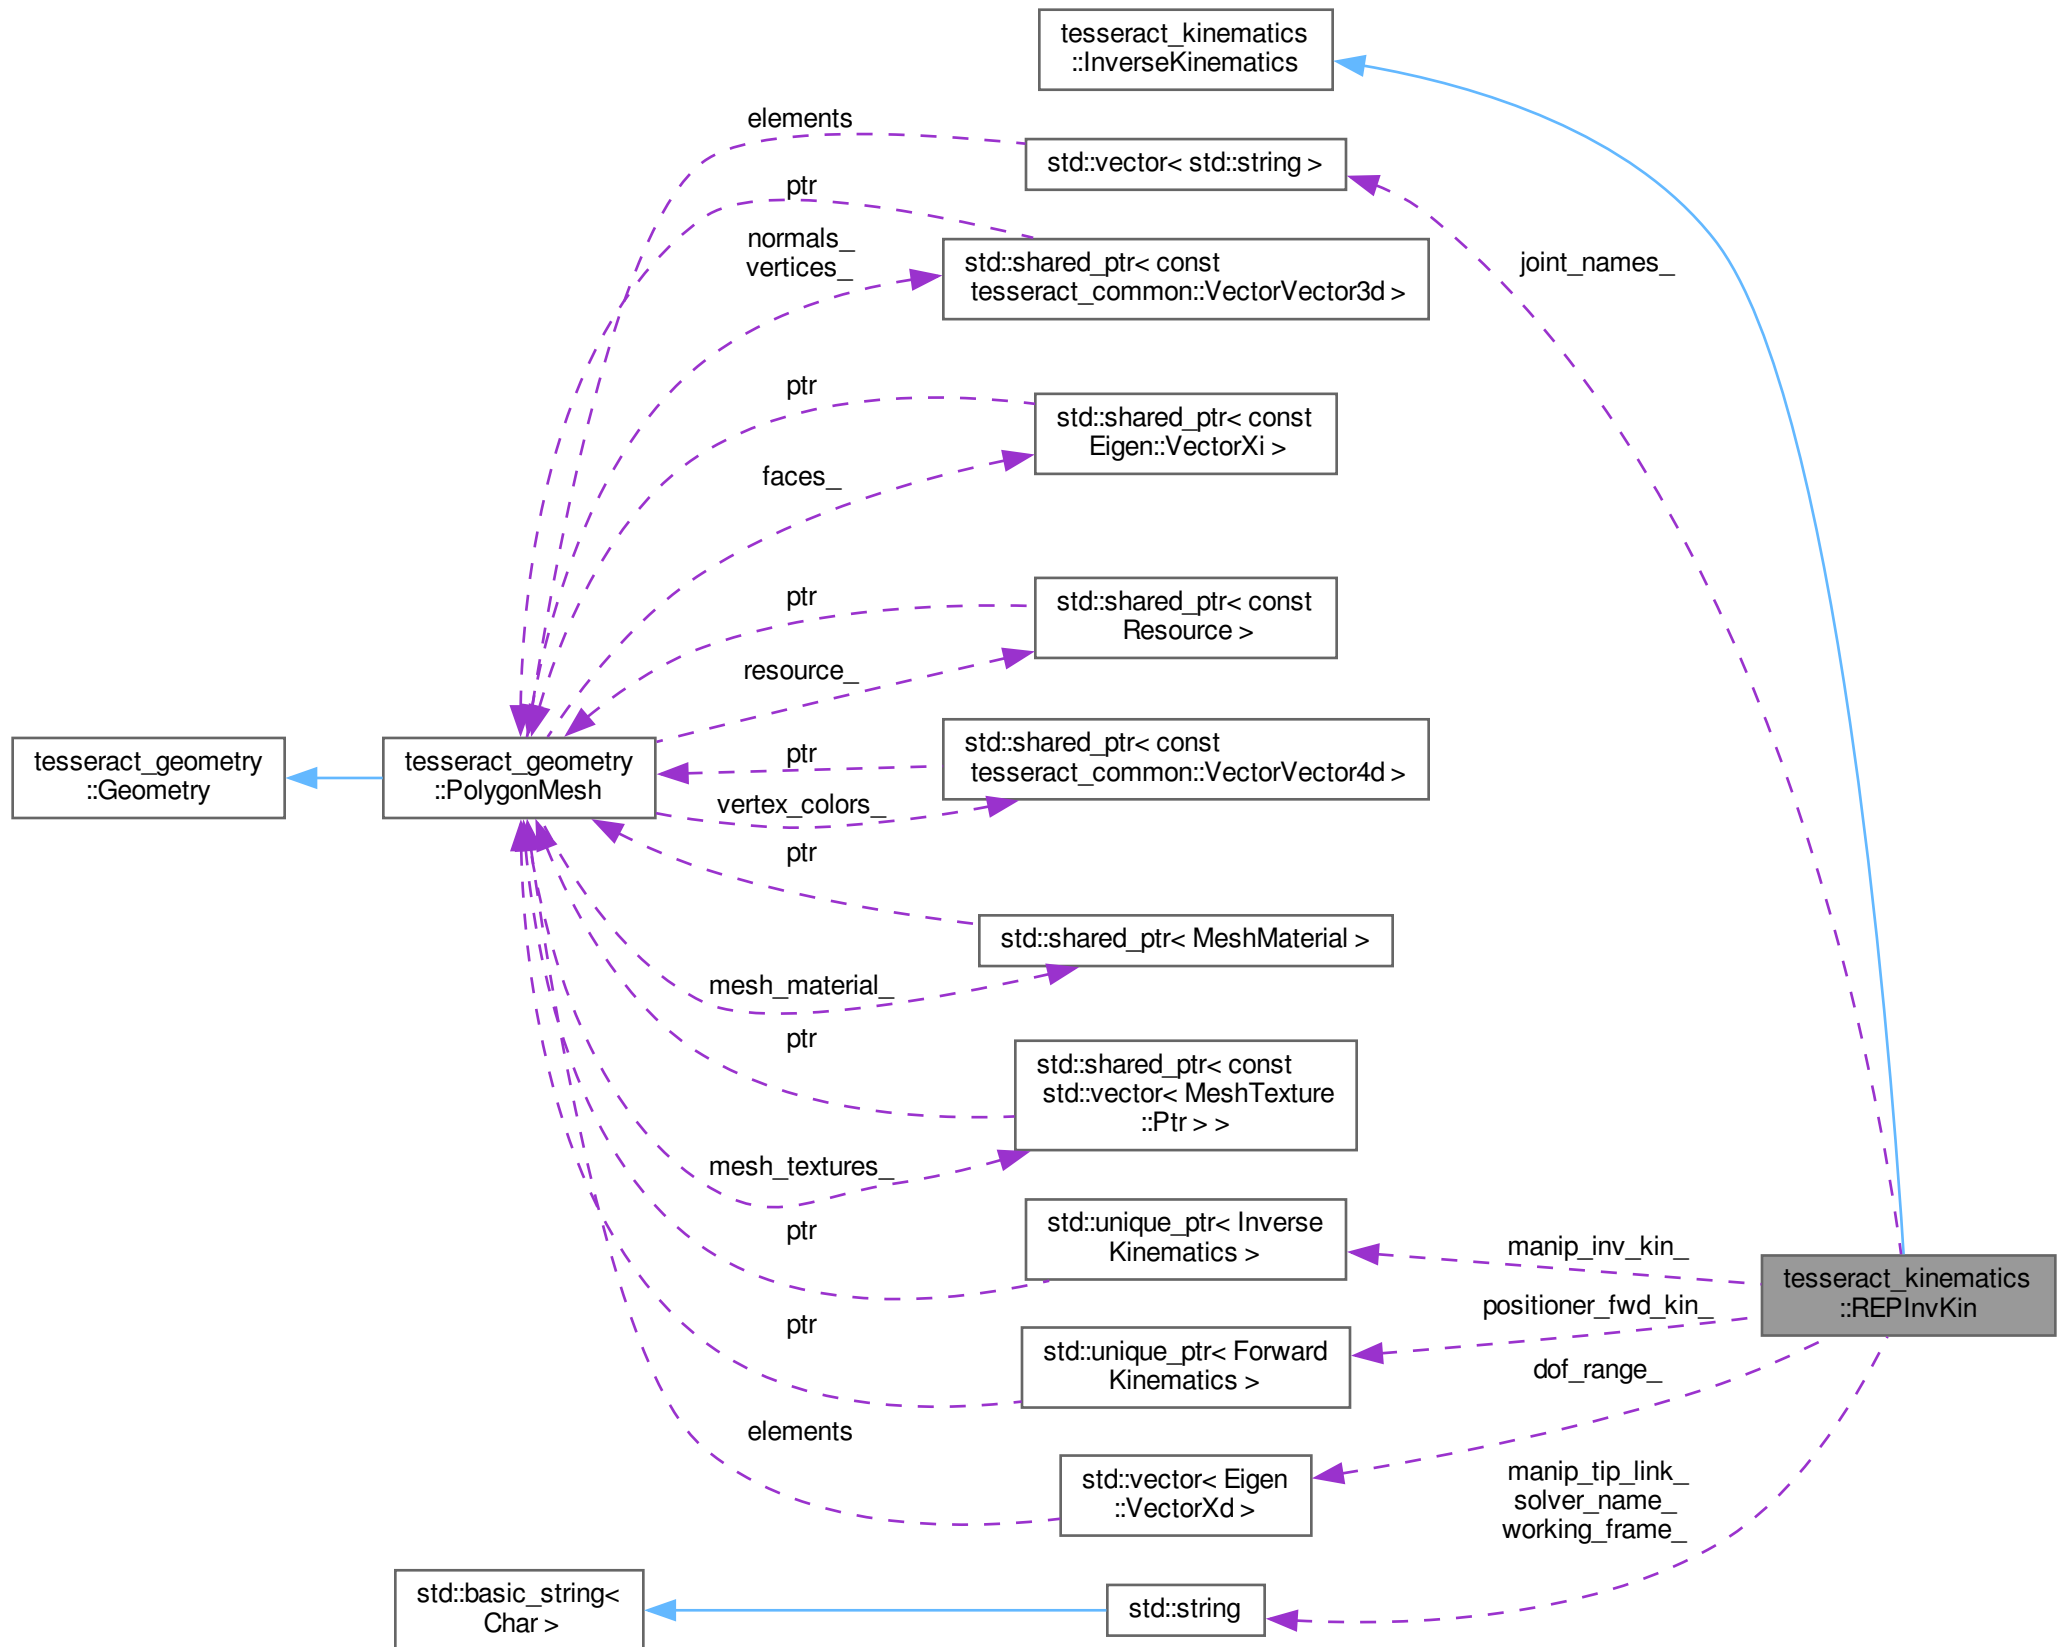 tesseract_kinematics
::InverseKinematics
elements
std::vector< std::string >
ptr
normals_
vertices_
std::shared_ptr< const
tesseract_common::VectorVector3d >
joint_names_
ptr
std::shared_ptr< const
Eigen::VectorXi >
faces_
ptr
std::shared_ptr< const
Resource >
resource_
tesseract_geometry
::Geometry
tesseract_geometry
::PolygonMesh
ptr
std::shared_ptr< const
tesseract_common::VectorVector4d >
vertex_colors_
ptr
std::shared_ptr< MeshMaterial >
mesh_material_
ptr
std::shared_ptr< const
std::vector< MeshTexture
::Ptr > >
mesh_textures_
ptr
std::unique_ptr< Inverse
Kinematics >
manip_inv_kin_
tesseract_kinematics
::REPInvKin
positioner_fwd_kin_
ptr
std::unique_ptr< Forward
Kinematics >
dof_range_
elements
std::vector< Eigen
::VectorXd >
manip_tip_link_
solver_name_
working_frame_
std::basic_string<
Char >
std::string